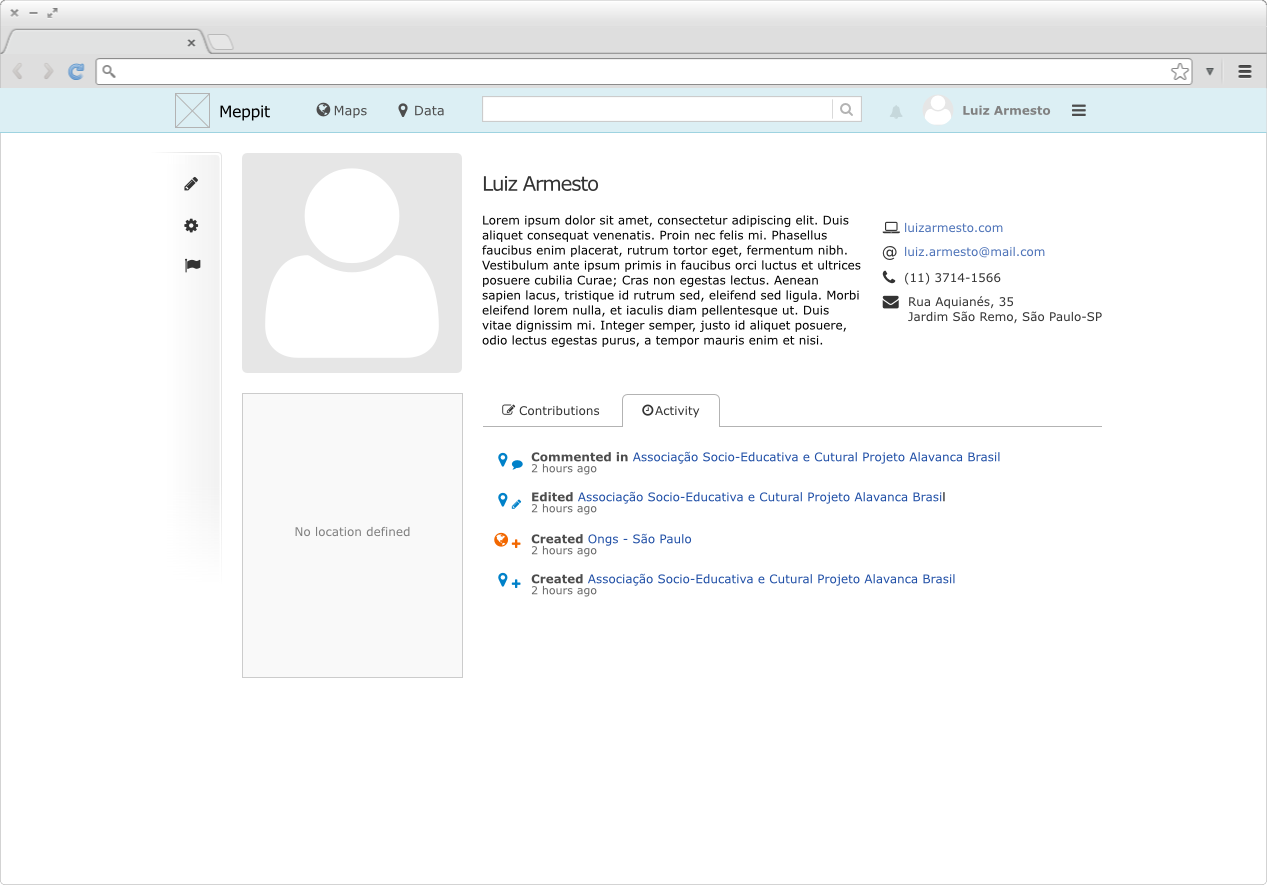 Meppit
Maps
Data
Luiz Armesto
Luiz Armesto
Lorem ipsum dolor sit amet, consectetur adipiscing elit. Duis
aliquet consequat venenatis. Proin nec felis mi. Phasellus
faucibus enim placerat, rutrum tortor eget, fermentum nibh.
Vestibulum ante ipsum primis in faucibus orci luctus et ultrices
posuere cubilia Curae; Cras non egestas lectus. Aenean
sapien lacus, tristique id rutrum sed, eleifend sed ligula. Morbi
eleifend lorem nulla, et iaculis diam pellentesque ut. Duis
vitae dignissim mi. Integer semper, justo id aliquet posuere,
odio lectus egestas purus, a tempor mauris enim et nisi.
luizarmesto.com
luiz.armesto@mail.com
(11) 3714-1566
Rua Aquianés, 35
Jardim São Remo, São Paulo-SP
No location defined
Contributions
Activity
Commented in Associação Socio-Educativa e Cutural Projeto Alavanca Brasil
2 hours ago
Edited Associação Socio-Educativa e Cutural Projeto Alavanca Brasil
2 hours ago
Created Ongs - São Paulo
2 hours ago
Created Associação Socio-Educativa e Cutural Projeto Alavanca Brasil
2 hours ago